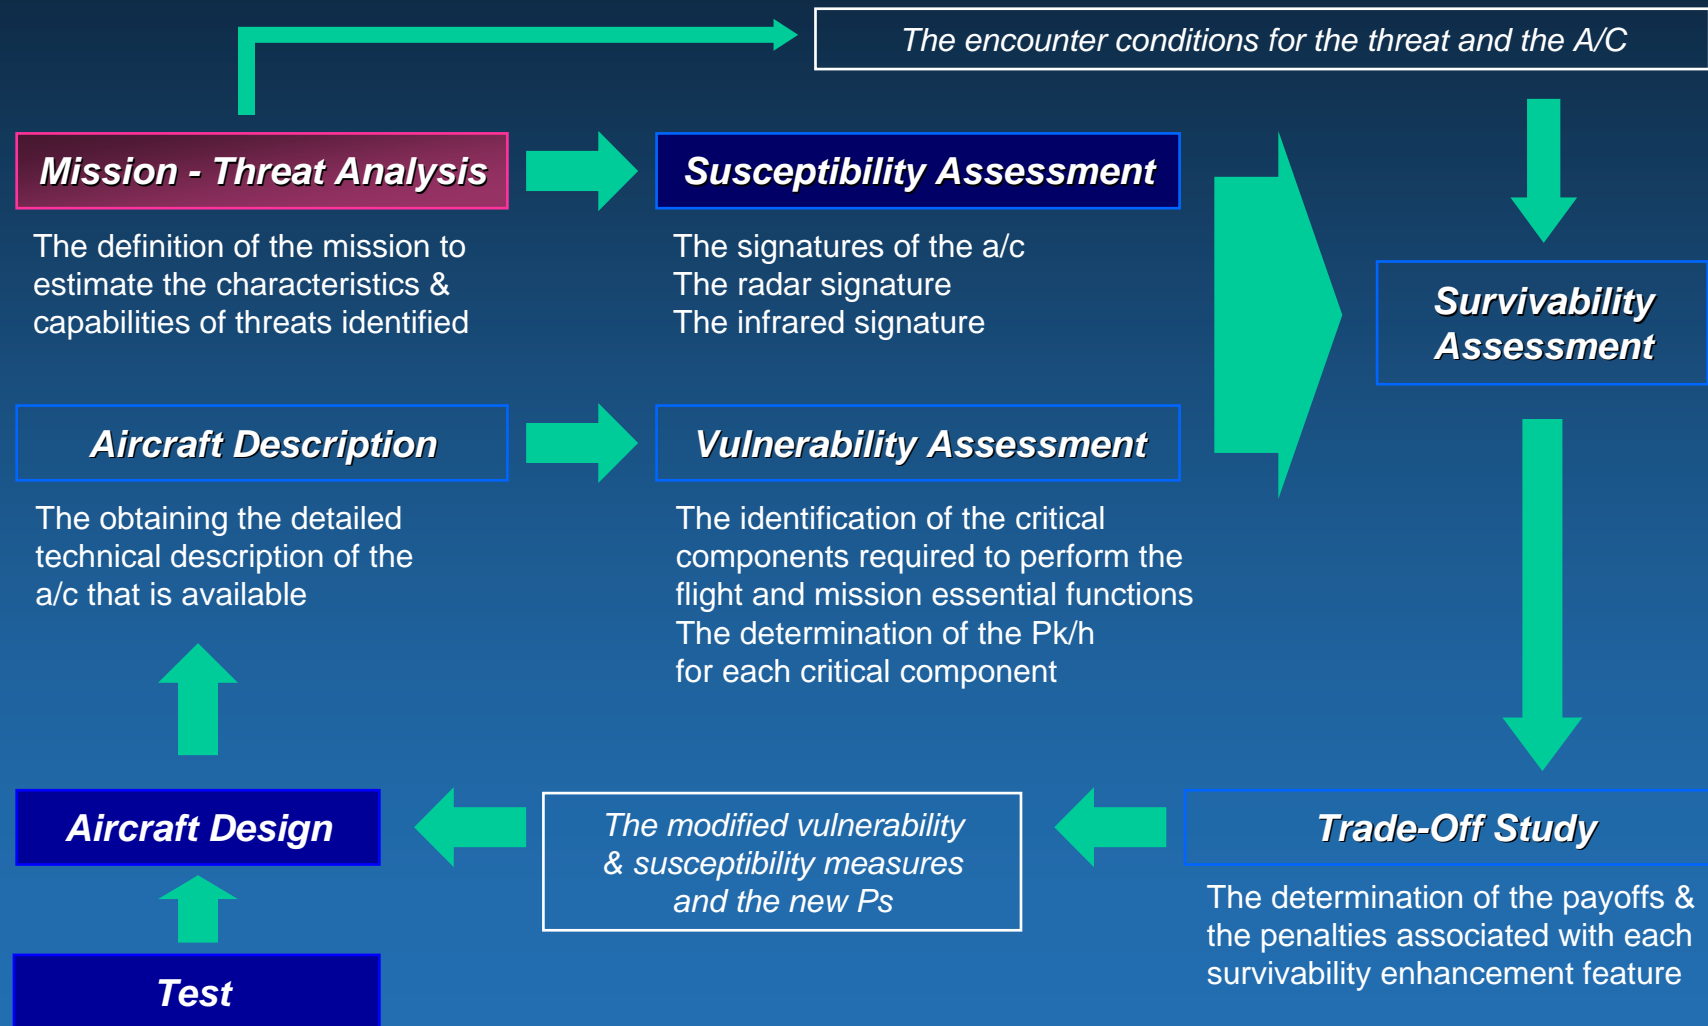 The encounter conditions for the threat and the A/C
Mission - Threat Analysis
The definition of the mission to
estimate the characteristics &
capabilities of threats identified
Susceptibility Assessment
The signatures of the a/c
The radar signature
The infrared signature
Survivability
Assessment
Aircraft Description
The obtaining the detailed
technical description of the
a/c that is available
Vulnerability Assessment
The identification of the critical
components required to perform the
flight and mission essential functions
The determination of the Pk/h
for each critical component
Aircraft Design
The modified vulnerability
& susceptibility measures
and the new Ps
Trade-Off Study
The determination of the payoffs &
the penalties associated with each
survivability enhancement feature
Test